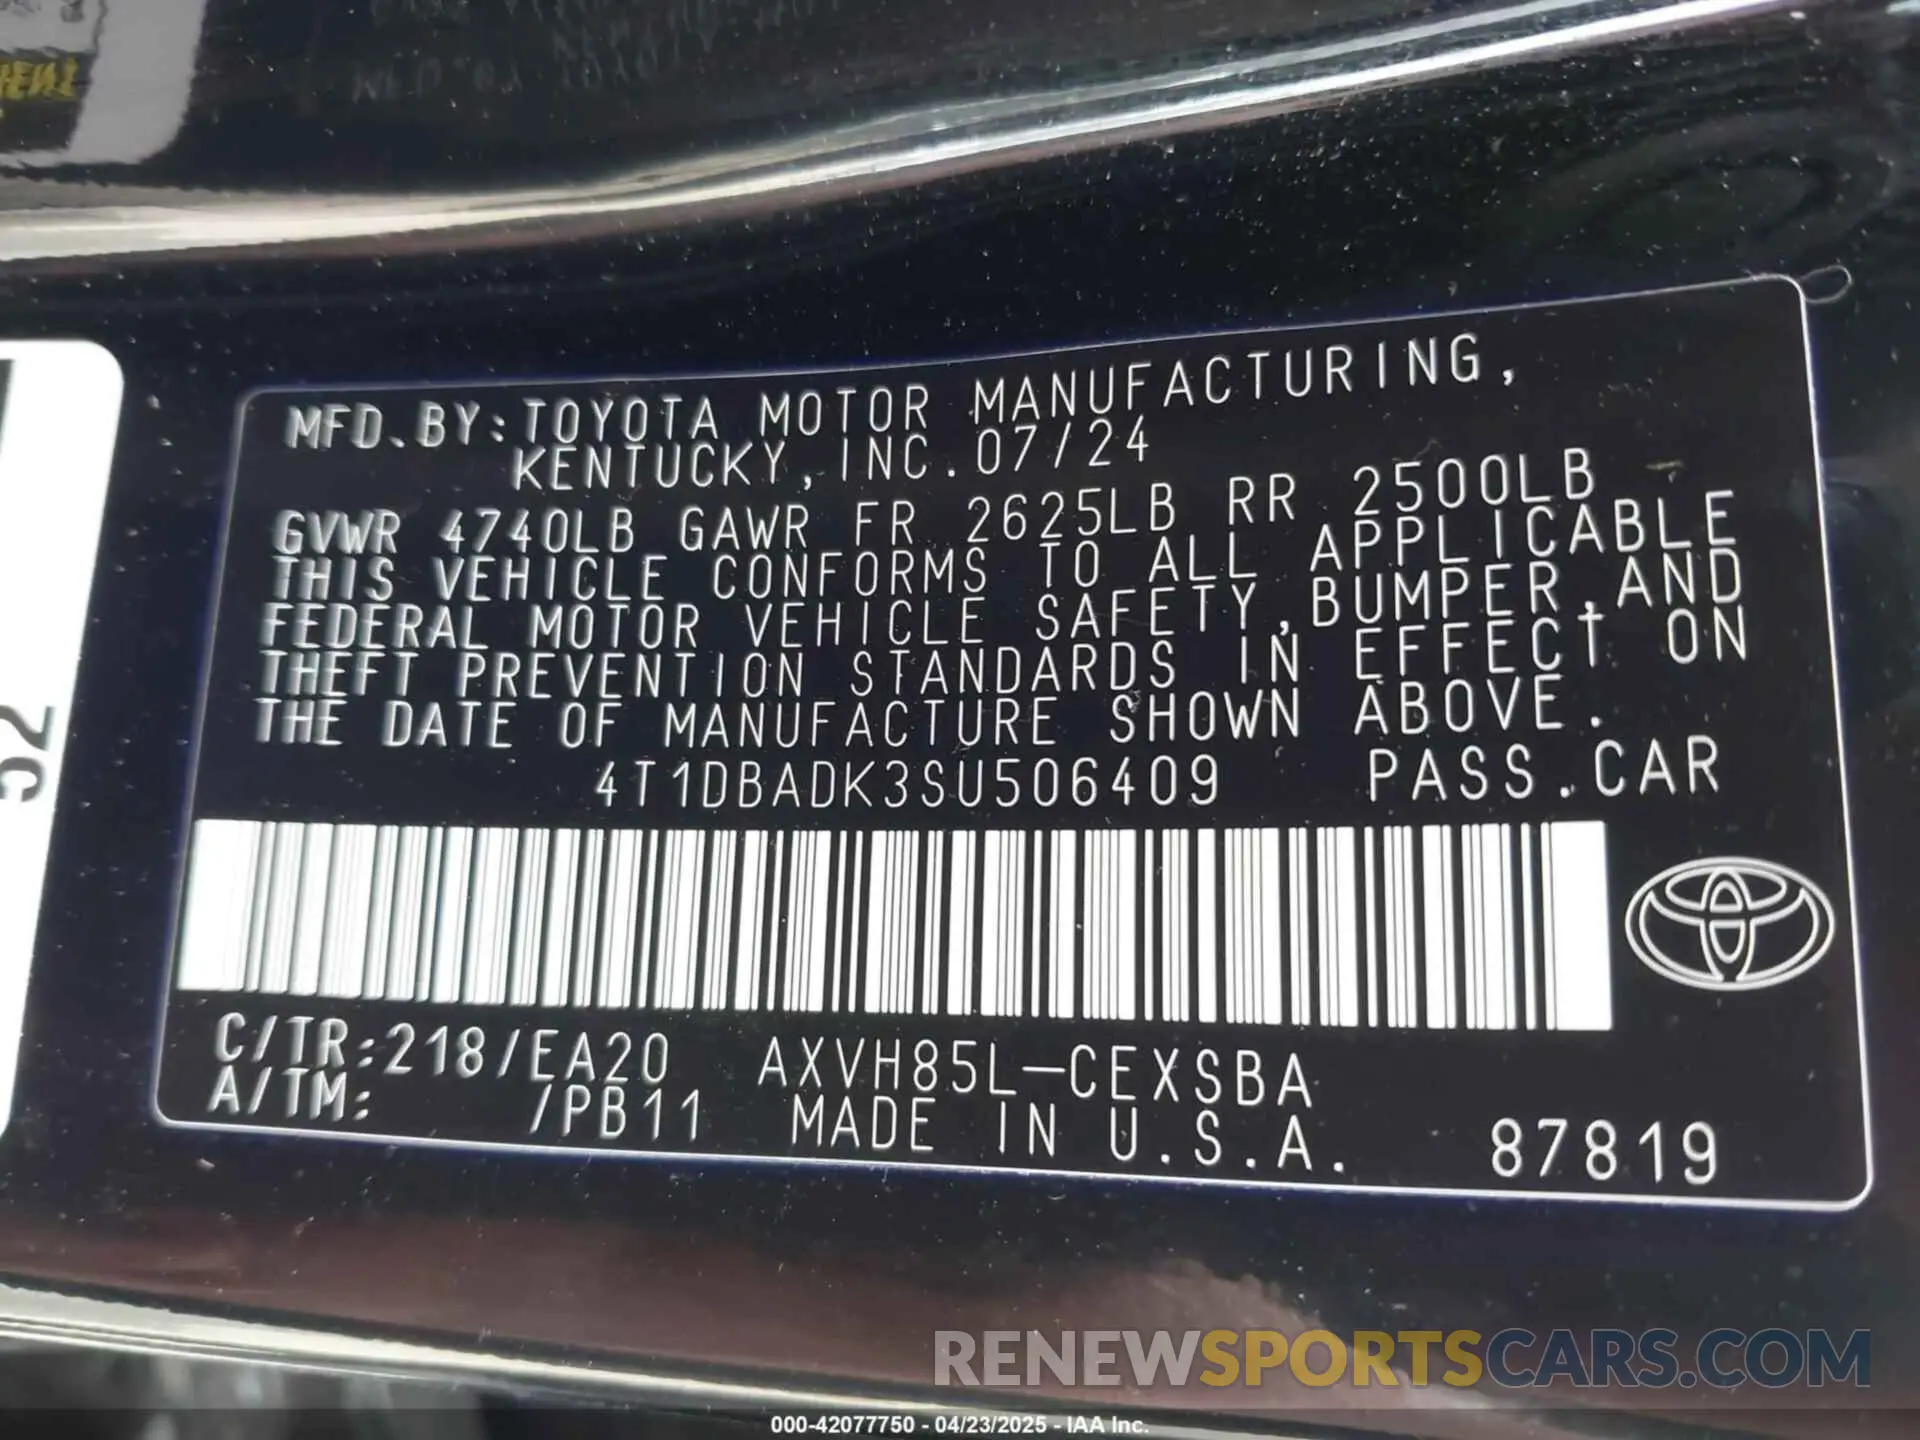 MFD. BY: TOYOTA MOTOR MANUFACTURING,
KENTUCKY, INC. 07/24
GVWR 4740LB GAWR FR 2625LB RR 2500LB
THIS VEHICLE CONFORMS TO ALL APPLICABLE
FEDERAL MOTOR VEHICLE SAFETY, BUMPER, AND
THEFT PREVENTION STANDARDS IN EFFECT ON
THE DATE OF MANUFACTURE SHOWN ABOVE.
4T1DBADK3SU506409 PASS. CAR
C/TR:218/EA20 AXVH85L-CEXSBA
A/TM: /PB11 MADE IN U.S.A. 87819
52
RENEWSPORTSCARS.COM
000-42077750 - 04/23/2025 - IAA Inc.